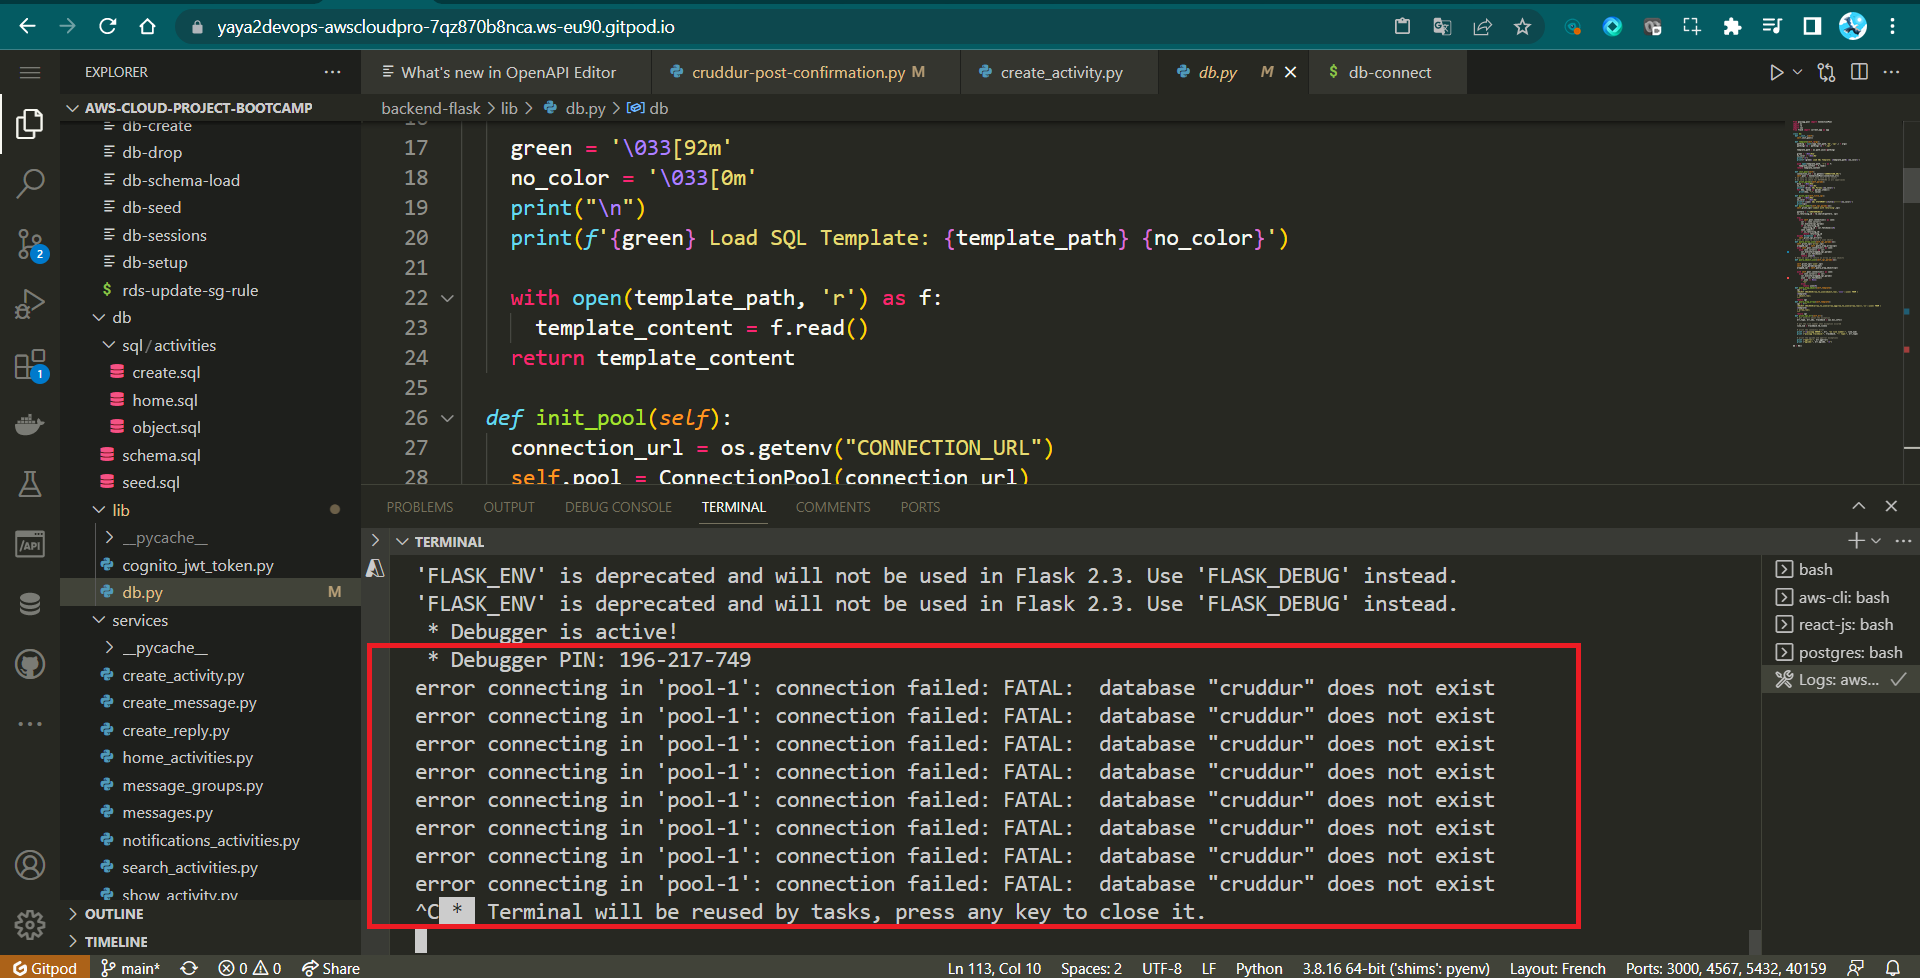 yaya2devops-awscloudpro-7qz870b8nca.ws-eu90.gitpod.io
EXPLORER
What's new in OpenAPI Editor
cruddur-post-confirmation.py M
create_activity.py
db.py M
$ db-connect
AWS-CLOUD-PROJECT-BOOTCAMP
backend-flask > lib > db.py > db
db-create
db-drop
db-schema-load
db-seed
db-sessions
db-setup
$ rds-update-sg-rule
db
sql/activities
create.sql
home.sql
object.sql
schema.sql
seed.sql
lib
__pycache__
cognito_jwt_token.py
db.py M
services
__pycache__
create_activity.py
create_message.py
create_reply.py
home_activities.py
message_groups.py
messages.py
notifications_activities.py
search_activities.py
show_activity.py
OUTLINE
TIMELINE
2
1
/API
17 green = '\033[92m'
18 no_color = '\033[0m'
19 print("\n")
20 print(f'{green} Load SQL Template: {template_path} {no_color}')
21
22 with open(template_path, 'r') as f:
23 template_content = f.read()
24 return template_content
25
26 def init_pool(self):
27 connection_url = os.getenv("CONNECTION_URL")
28 self.pool = ConnectionPool(connection_url)
PROBLEMS OUTPUT DEBUG CONSOLE TERMINAL COMMENTS PORTS
TERMINAL
'FLASK_ENV' is deprecated and will not be used in Flask 2.3. Use 'FLASK_DEBUG' instead.
'FLASK_ENV' is deprecated and will not be used in Flask 2.3. Use 'FLASK_DEBUG' instead.
* Debugger is active!
* Debugger PIN: 196-217-749
error connecting in 'pool-1': connection failed: FATAL:  database "cruddur" does not exist
error connecting in 'pool-1': connection failed: FATAL:  database "cruddur" does not exist
error connecting in 'pool-1': connection failed: FATAL:  database "cruddur" does not exist
error connecting in 'pool-1': connection failed: FATAL:  database "cruddur" does not exist
error connecting in 'pool-1': connection failed: FATAL:  database "cruddur" does not exist
error connecting in 'pool-1': connection failed: FATAL:  database "cruddur" does not exist
error connecting in 'pool-1': connection failed: FATAL:  database "cruddur" does not exist
error connecting in 'pool-1': connection failed: FATAL:  database "cruddur" does not exist
^C * Terminal will be reused by tasks, press any key to close it.
bash
aws-cli: bash
react-js: bash
postgres: bash
Logs: aws...
Gitpod main* 0 0 Share Ln 113, Col 10 Spaces: 2 UTF-8 LF Python 3.8.16 64-bit ('shims': pyenv) Layout: French Ports: 3000, 4567, 5432, 40159